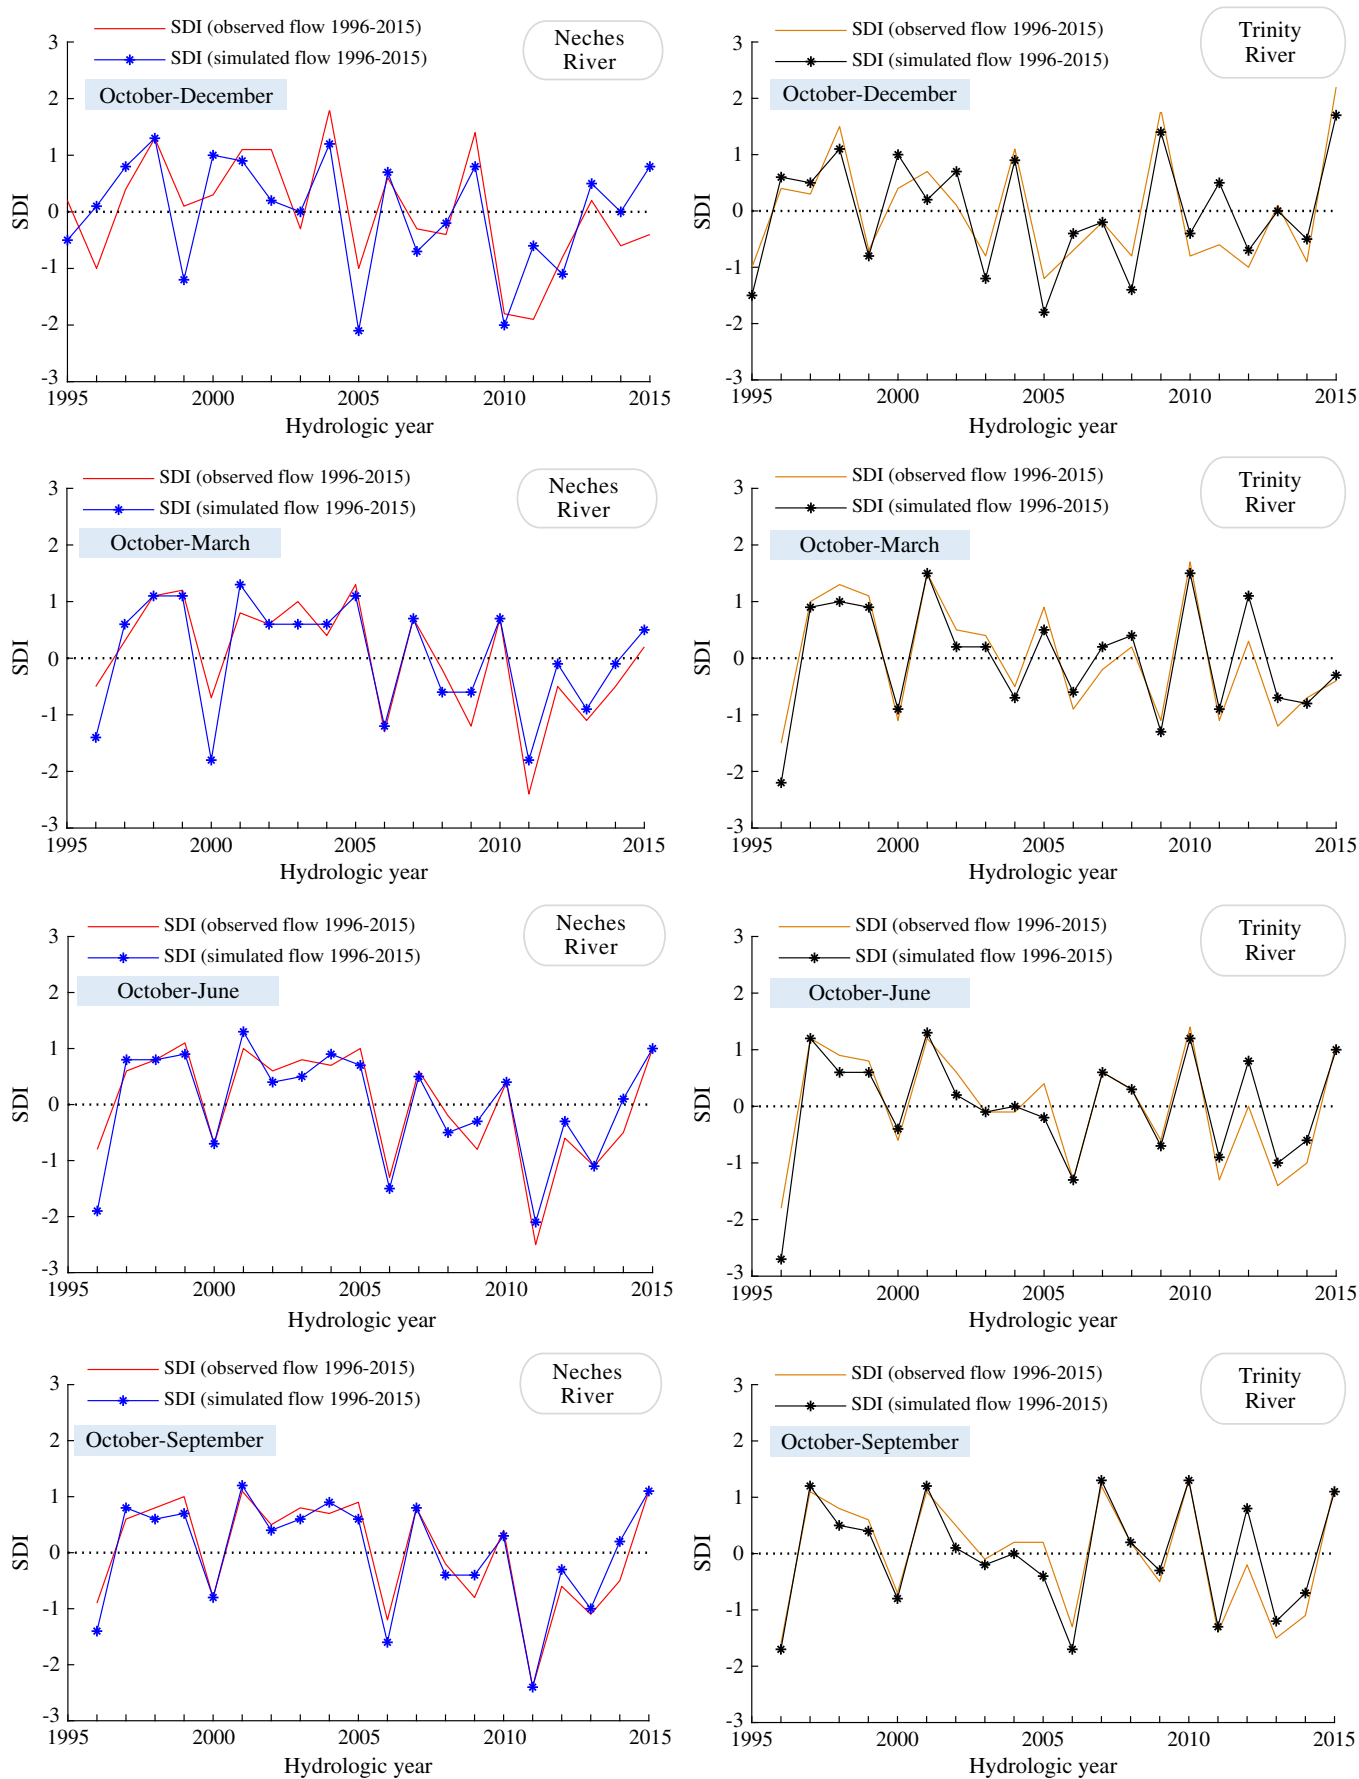 SDI (observed flow 1996-2015)
SDI (simulated flow 1996-2015)
Neches
River
October-December
3
2
1
0
-1
-2
-3
SDI
1995
2000
2005
2010
2015
Hydrologic year
SDI (observed flow 1996-2015)
SDI (simulated flow 1996-2015)
Trinity
River
October-December
3
2
1
0
-1
-2
-3
SDI
1995
2000
2005
2010
2015
Hydrologic year
SDI (observed flow 1996-2015)
SDI (simulated flow 1996-2015)
Neches
River
October-March
3
2
1
0
-1
-2
-3
SDI
1995
2000
2005
2010
2015
Hydrologic year
SDI (observed flow 1996-2015)
SDI (simulated flow 1996-2015)
Trinity
River
October-March
3
2
1
0
-1
-2
-3
SDI
1995
2000
2005
2010
2015
Hydrologic year
SDI (observed flow 1996-2015)
SDI (simulated flow 1996-2015)
Neches
River
October-June
3
2
1
0
-1
-2
-3
SDI
1995
2000
2005
2010
2015
Hydrologic year
SDI (observed flow 1996-2015)
SDI (simulated flow 1996-2015)
Trinity
River
October-June
3
2
1
0
-1
-2
-3
SDI
1995
2000
2005
2010
2015
Hydrologic year
SDI (observed flow 1996-2015)
SDI (simulated flow 1996-2015)
Neches
River
October-September
3
2
1
0
-1
-2
-3
SDI
1995
2000
2005
2010
2015
Hydrologic year
SDI (observed flow 1996-2015)
SDI (simulated flow 1996-2015)
Trinity
River
October-September
3
2
1
0
-1
-2
-3
SDI
1995
2000
2005
2010
2015
Hydrologic year